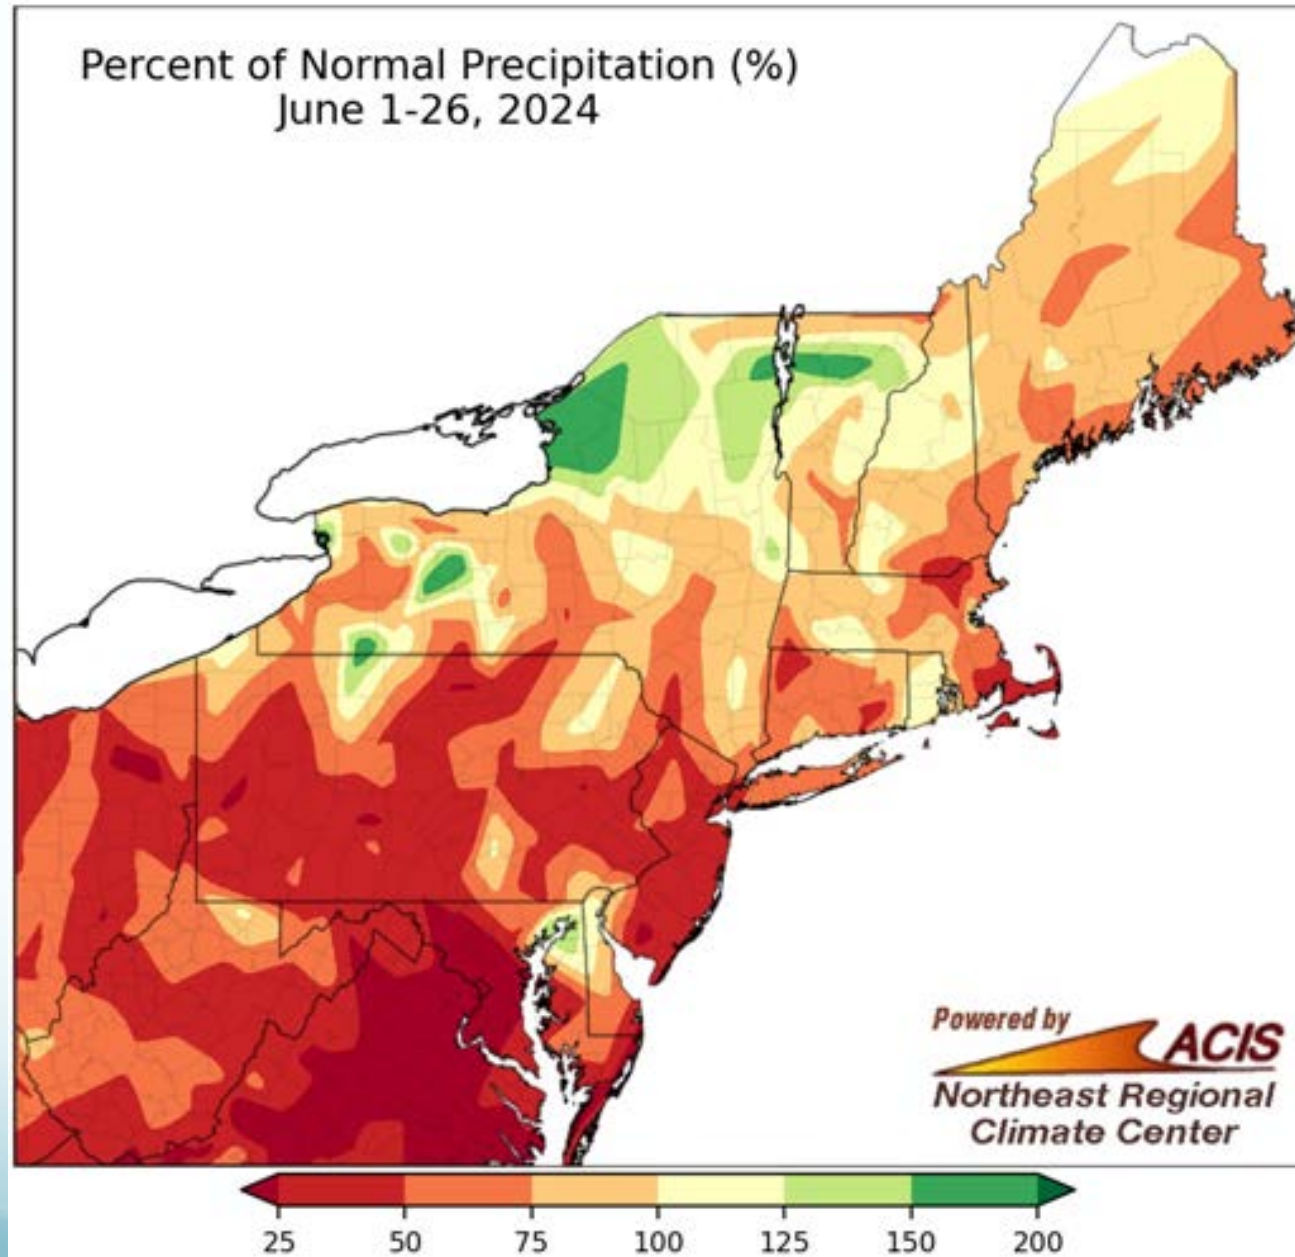 Percent of Normal Precipitation (%)
June 1-26, 2024
Powered by
ACIS
Northeast Regional
Climate Center
25 50 75 100 125 150 200